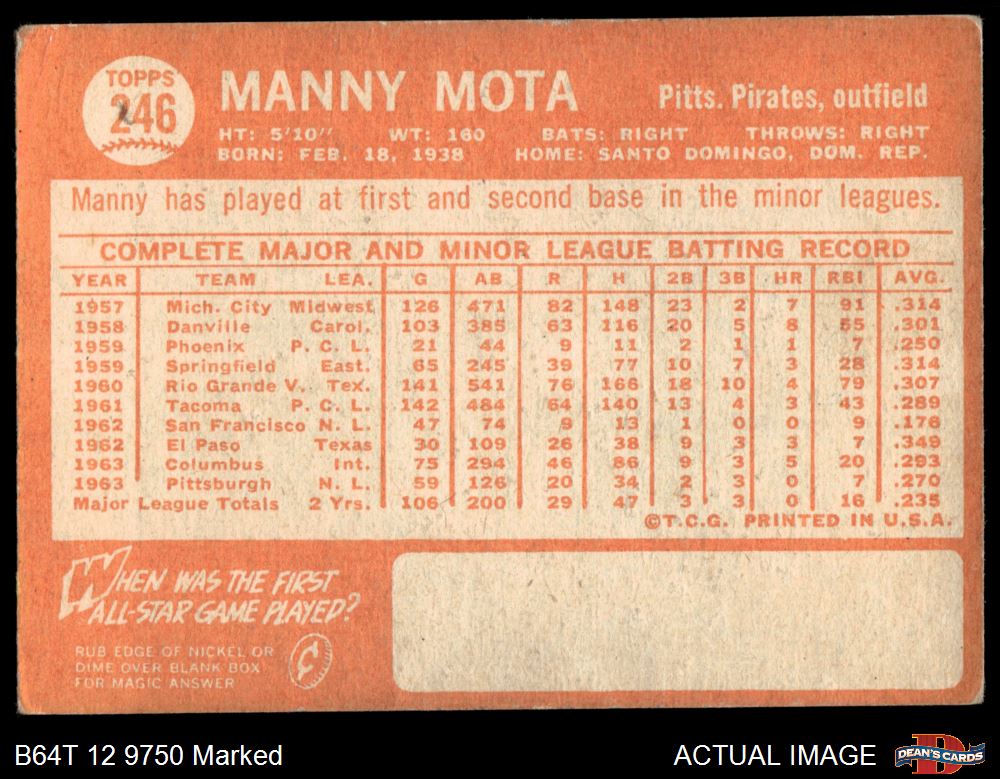 TOPPS
246
MANNY MOTA
Pitts. Pirates, outfield
HT: 5'10" WT: 160 BATS: RIGHT THROWS: RIGHT
BORN: FEB. 18, 1938 HOME: SANTO DOMINGO, DOM. REP.
Manny has played at first and second base in the minor leagues.
COMPLETE MAJOR AND MINOR LEAGUE BATTING RECORD
YEAR TEAM LEA. G AB R H 2B 3B HR RBI AVG.
1957 Mich. City Midwest 126 471 82 148 23 2 7 91 .314
1958 Danville Carol. 103 385 63 116 20 5 8 55 .301
1959 Phoenix P. C. L. 21 44 9 11 2 1 1 7 .250
1959 Springfield East. 65 245 39 77 10 7 3 28 .314
1960 Rio Grande V. Tex. 141 541 76 166 18 10 4 79 .307
1961 Tacoma P. C. L. 142 484 64 140 13 4 3 43 .289
1962 San Francisco N. L. 47 74 9 13 1 0 0 9 .176
1962 El Paso Texas 30 109 26 38 9 3 3 7 .349
1963 Columbus Int. 75 294 46 86 9 3 5 20 .293
1963 Pittsburgh N. L. 59 126 20 34 2 3 0 7 .270
Major League Totals 2 Yrs. 106 200 29 47 3 3 0 16 .235
©T.C.G. PRINTED IN U.S.A.
WHEN WAS THE FIRST
ALL-STAR GAME PLAYED?
RUB EDGE OF NICKEL OR
DIME OVER BLANK BOX
FOR MAGIC ANSWER
¢
B64T 12 9750 Marked
ACTUAL IMAGE
DEAN'S CARDS